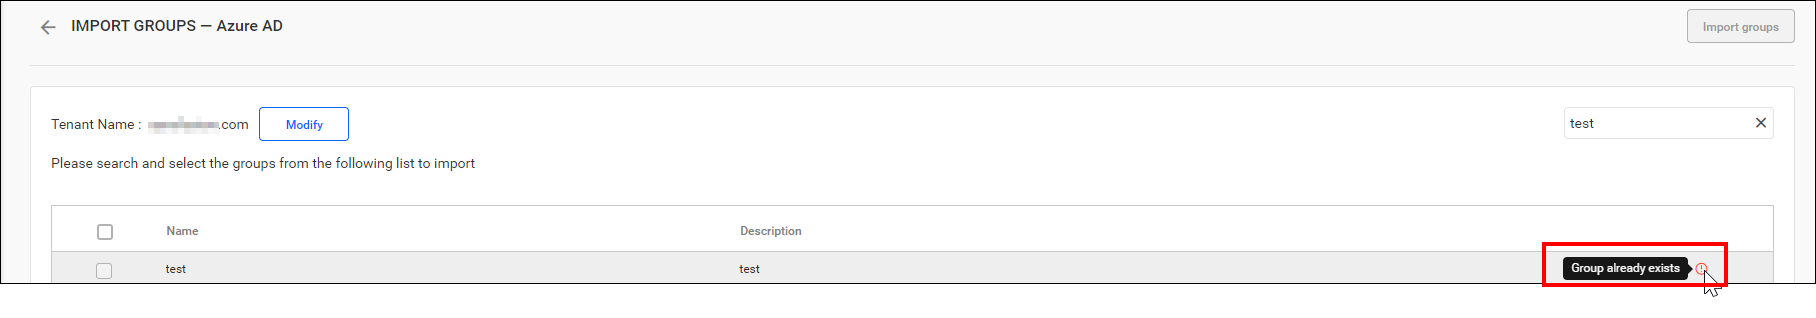 IMPORT GROUPS — Azure AD
Import groups
Tenant Name : .com
Modify
test
Please search and select the groups from the following list to import
Name Description
test test
Group already exists